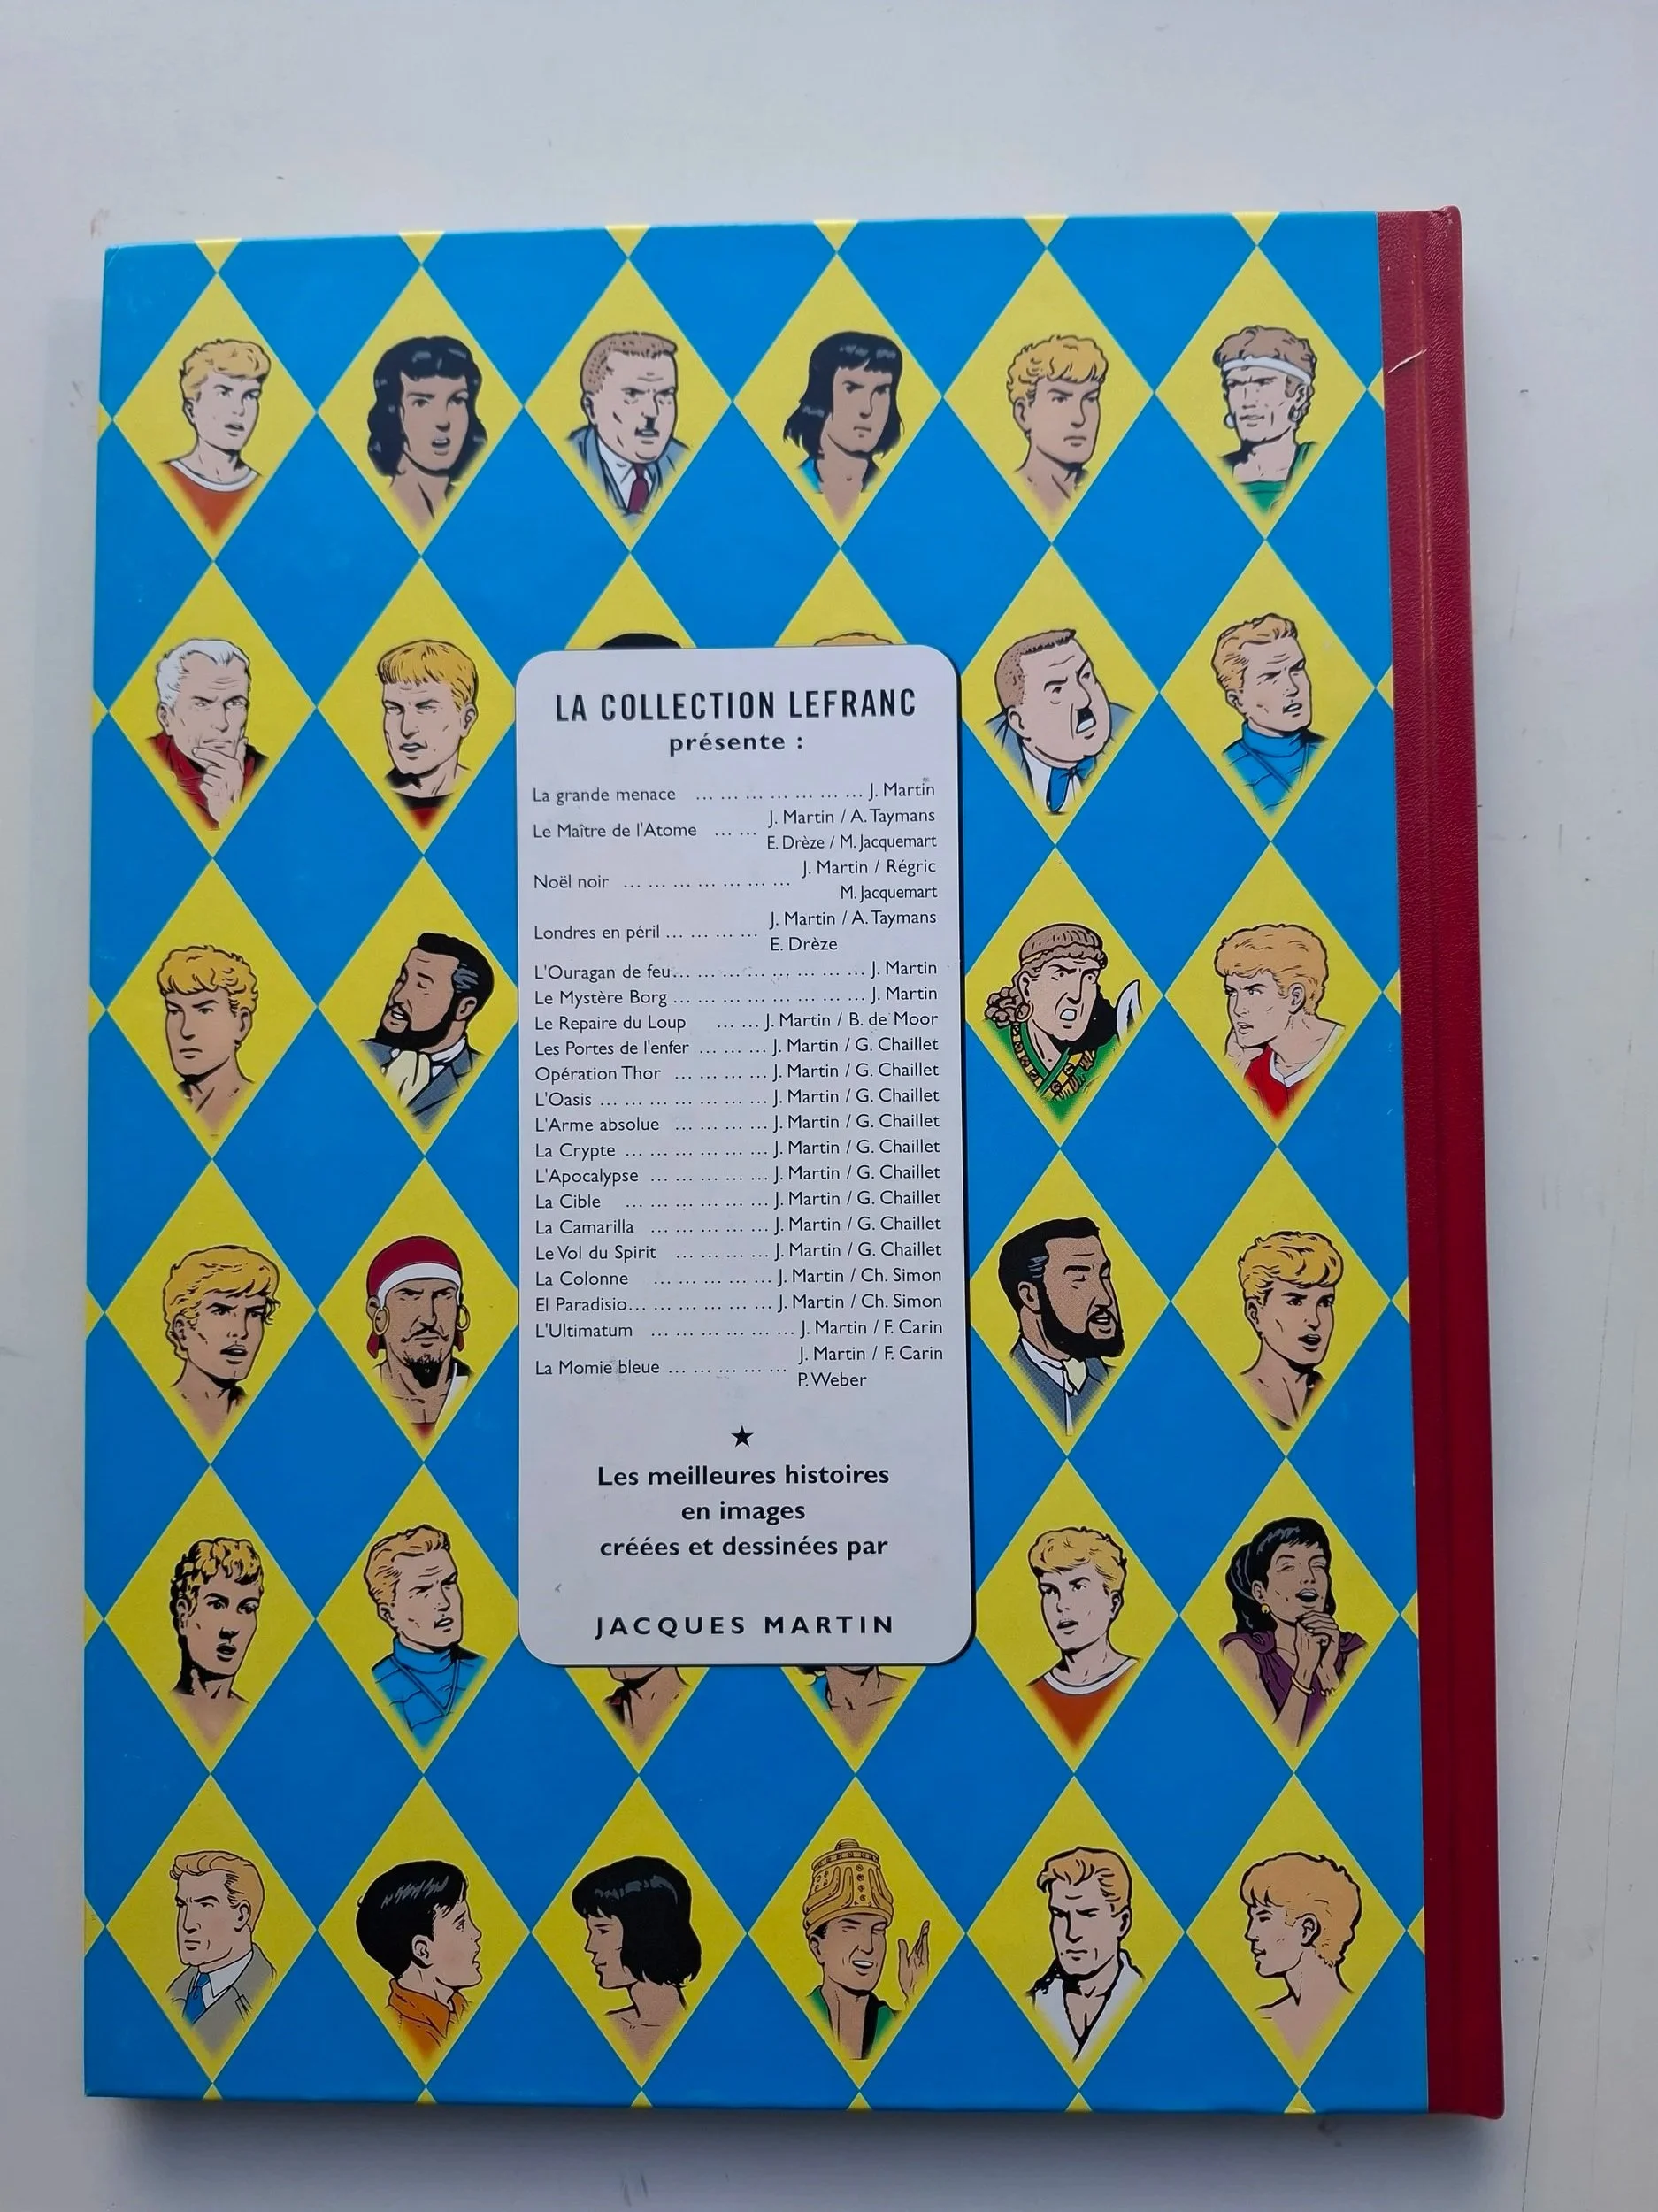 LA COLLECTION LEFRANC
présente :
La grande menace ... ... ... ... ... ... ... J. Martin
Le Maître de l'Atome ... ... J. Martin / A. Taymans
E. Drèze / M. Jacquemart
Noël noir ... ... ... ... ... ... ... J. Martin / Régric
M. Jacquemart
Londres en péril ... ... ... ... J. Martin / A. Taymans
E. Drèze
L'Ouragan de feu... ... ... ... ... ... ... ... J. Martin
Le Mystère Borg ... ... ... ... ... ... ... ... J. Martin
Le Repaire du Loup ... ... J. Martin / B. de Moor
Les Portes de l'enfer ... ... ... J. Martin / G. Chaillet
Opération Thor ... ... ... ... J. Martin / G. Chaillet
L'Oasis ... ... ... ... ... ... ... J. Martin / G. Chaillet
L'Arme absolue ... ... ... ... J. Martin / G. Chaillet
La Crypte ... ... ... ... ... ... J. Martin / G. Chaillet
L'Apocalypse ... ... ... ... ... J. Martin / G. Chaillet
La Cible ... ... ... ... ... ... J. Martin / G. Chaillet
La Camarilla ... ... ... ... ... J. Martin / G. Chaillet
Le Vol du Spirit ... ... ... ... J. Martin / G. Chaillet
La Colonne ... ... ... ... ... J. Martin / Ch. Simon
El Paradisio... ... ... ... ... ... J. Martin / Ch. Simon
L'Ultimatum ... ... ... ... ... ... J. Martin / F. Carin
La Momie bleue ... ... ... ... ... J. Martin / F. Carin
P. Weber
Les meilleures histoires
en images
créées et dessinées par
JACQUES MARTIN